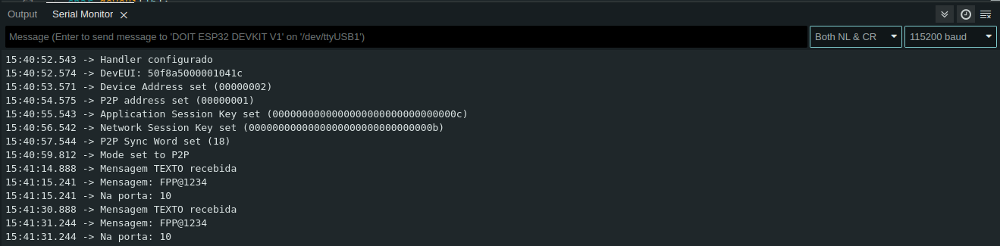 Output Serial Monitor
Message (Enter to send message to 'DOIT ESP32 DEVKIT V1' on '/dev/ttyUSB1') Both NL & CR 115200 baud
15:40:52.543 -> Handler configurado
15:40:52.574 -> DevEUI: 50f8a5000001041c
15:40:53.571 -> Device Address set (00000002)
15:40:54.575 -> P2P address set (00000001)
15:40:55.543 -> Application Session Key set (0000000000000000000000000000000c)
15:40:56.542 -> Network Session Key set (0000000000000000000000000000000b)
15:40:57.544 -> P2P Sync Word set (18)
15:40:59.812 -> Mode set to P2P
15:41:14.888 -> Mensagem TEXTO recebida
15:41:15.241 -> Mensagem: FPP@1234
15:41:15.241 -> Na porta: 10
15:41:30.888 -> Mensagem TEXTO recebida
15:41:31.244 -> Mensagem: FPP@1234
15:41:31.244 -> Na porta: 10